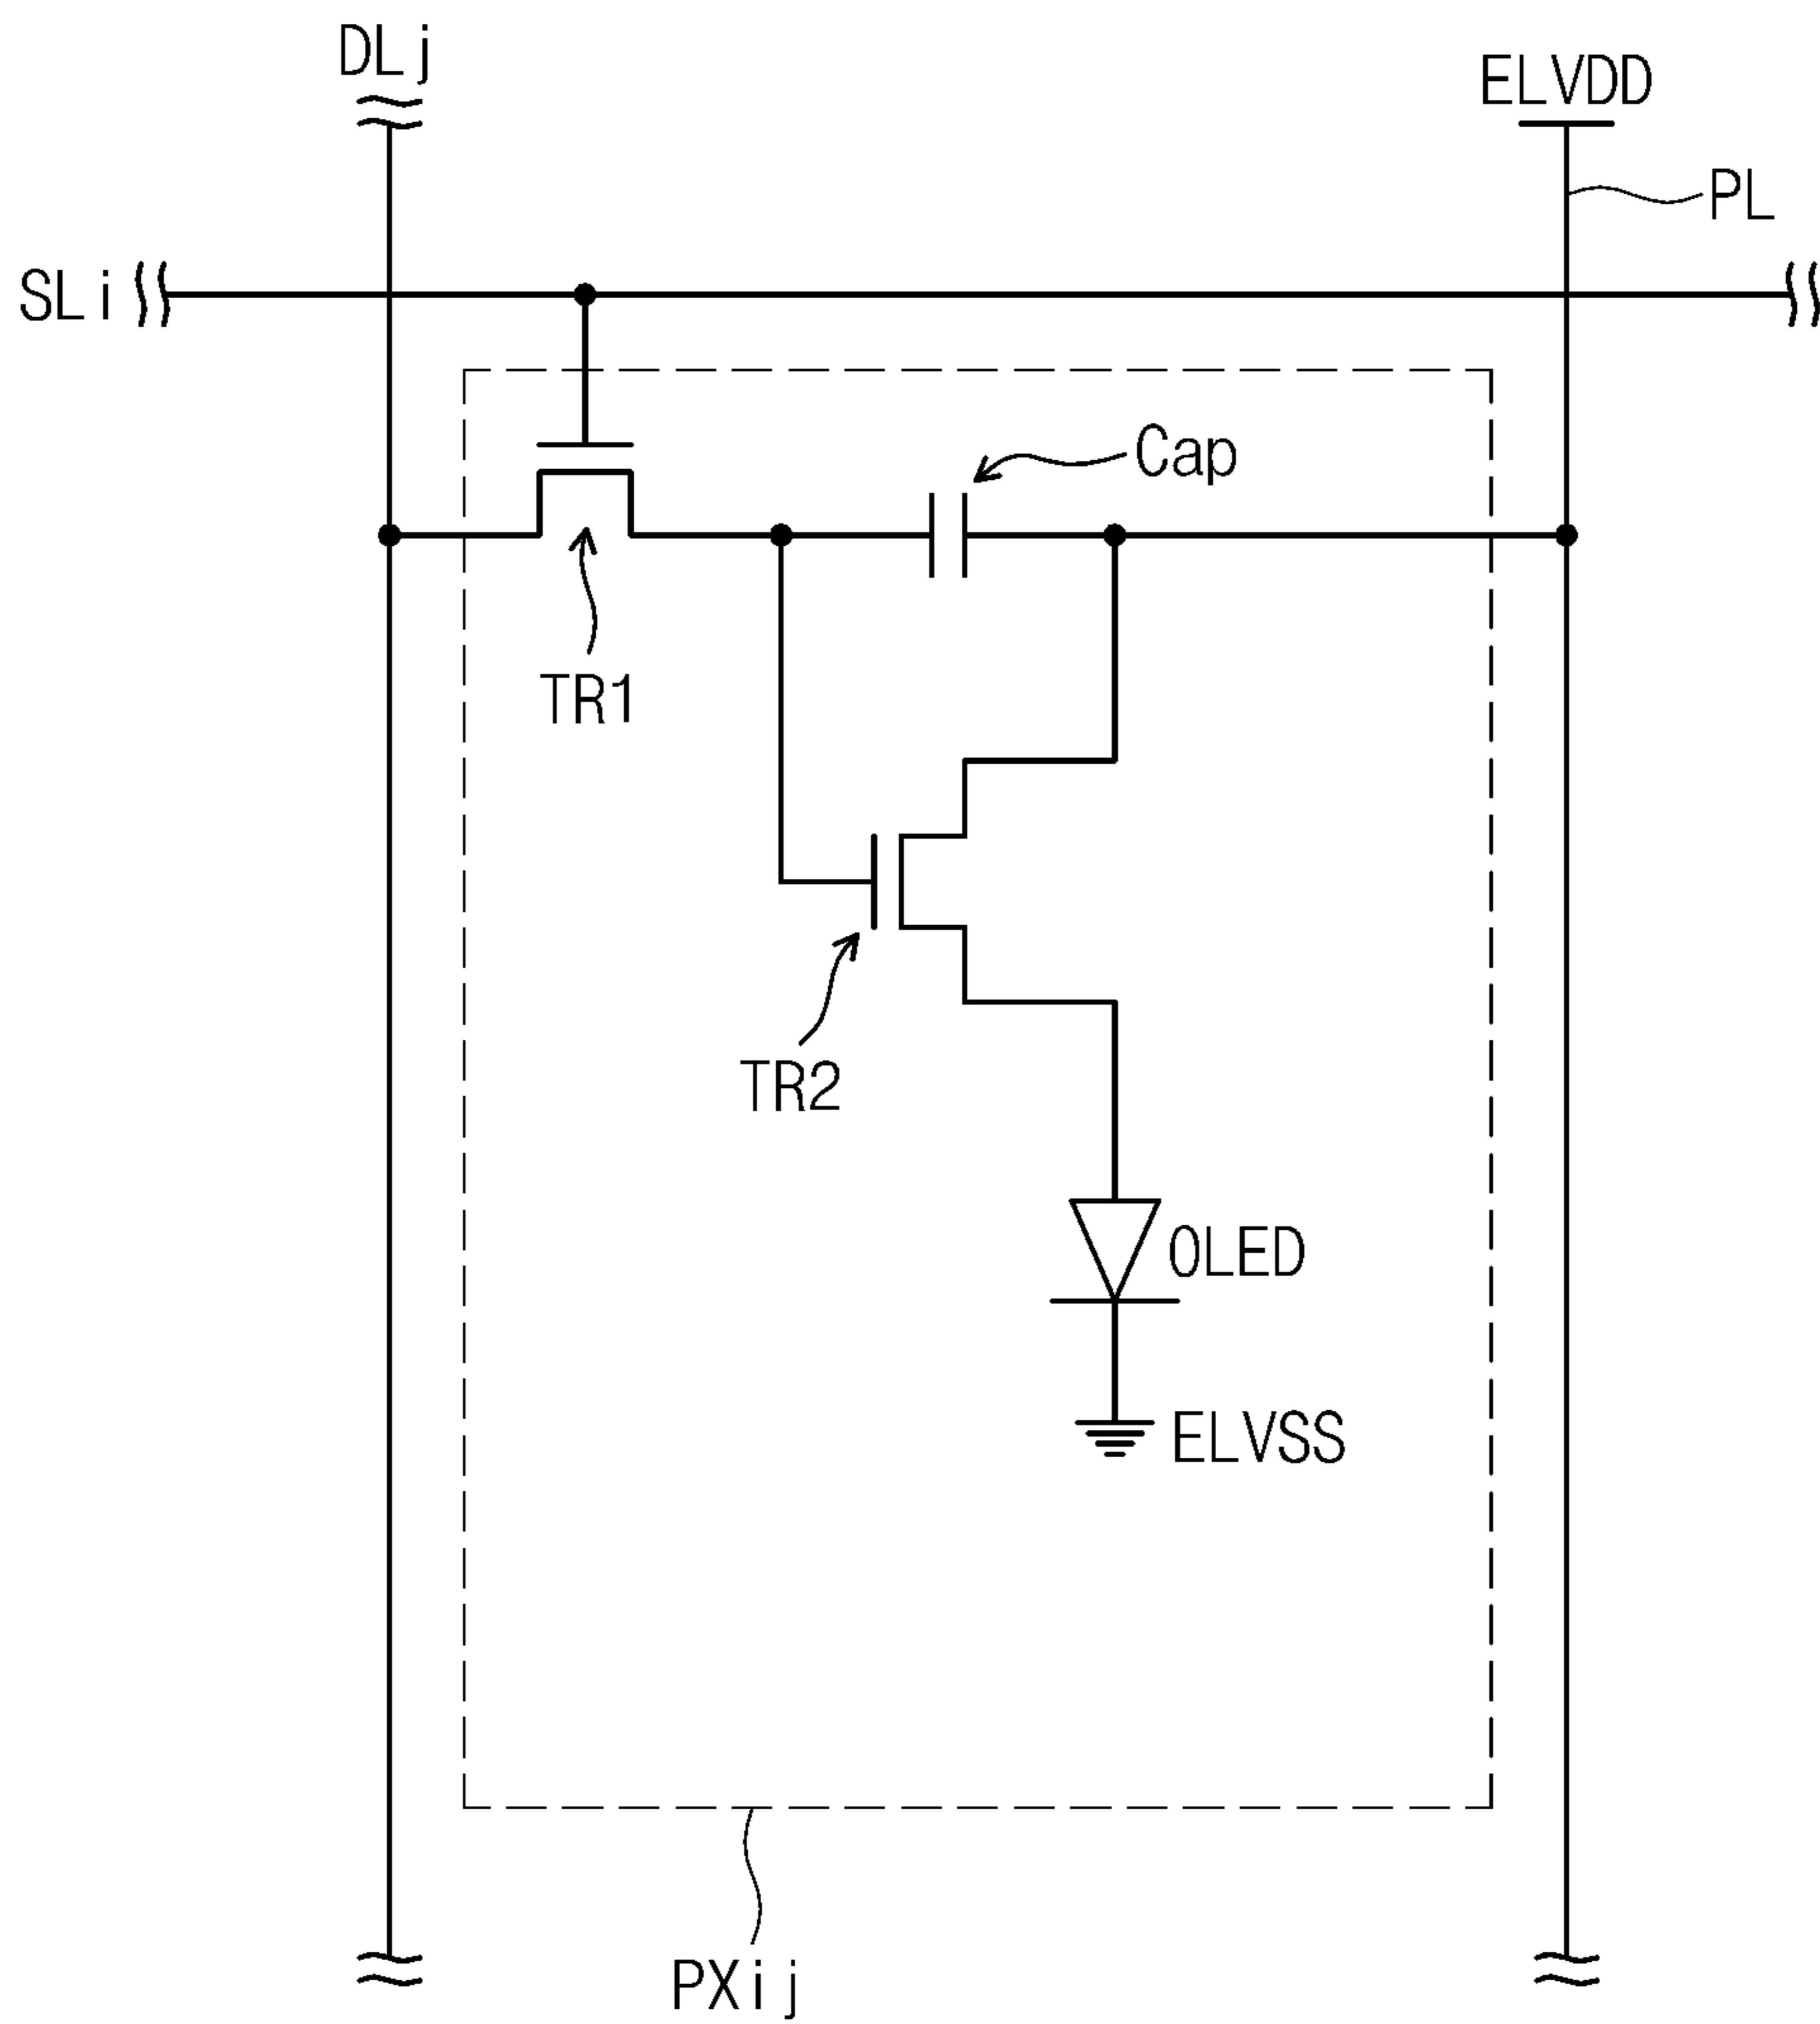 DLj
ELVDD
PL
SLi
Cap
TR1
TR2
OLED
ELVSS
PXij